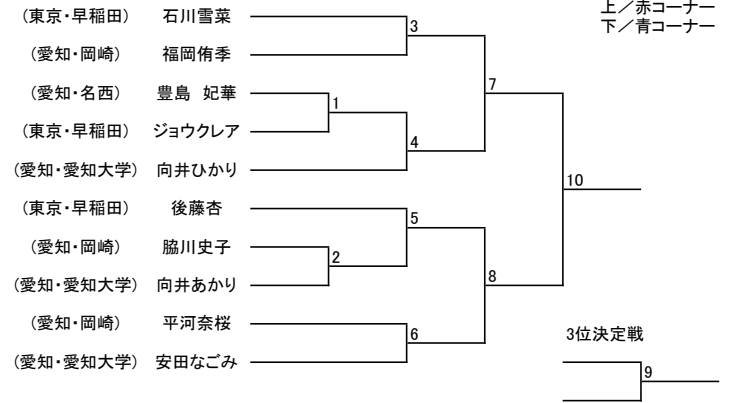 上／赤コーナー
下／青コーナー
(東京・早稲田) 石川雪菜
3
(愛知・岡崎) 福岡侑季
7
(愛知・名西) 豊島 妃華
1
(東京・早稲田) ジョウクレア
4
(愛知・愛知大学) 向井ひかり
10
(東京・早稲田) 後藤杏
5
(愛知・岡崎) 脇川史子
2
(愛知・愛知大学) 向井あかり
8
(愛知・岡崎) 平河奈桜
6
3位決定戦
(愛知・愛知大学) 安田なごみ
9